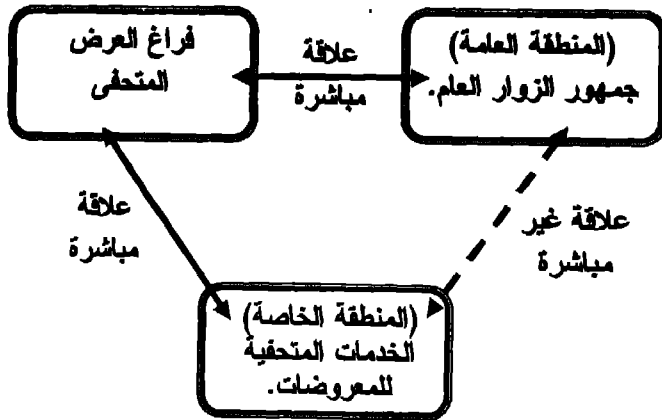 (المنطقة العامة)
جمهور الزوار العام.
علاقة
مباشرة
فراغ العرض
المتحفى
علاقة غير
مباشرة
علاقة
مباشرة
(المنطقة الخاصة)
الخدمات المتحفية
للمعروضات.